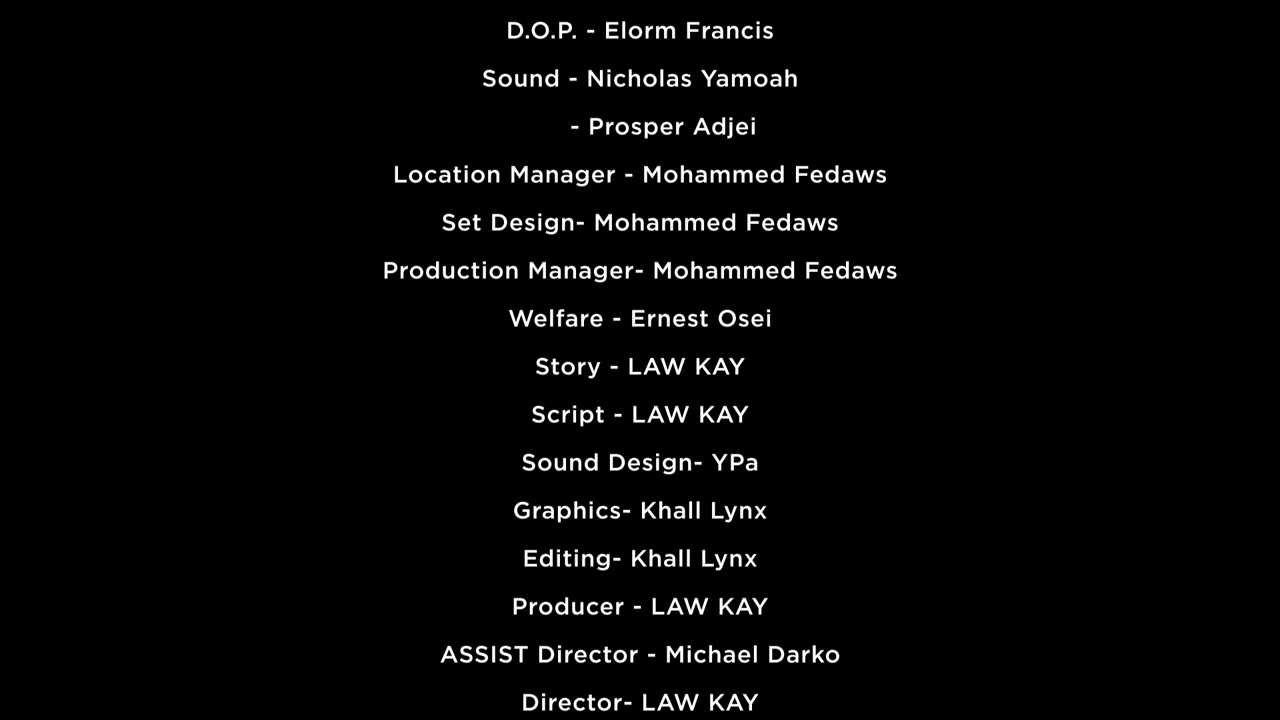 D.O.P. - Elorm Francis
Sound - Nicholas Yamoah
- Prosper Adjei
Location Manager - Mohammed Fedaws
Set Design- Mohammed Fedaws
Production Manager- Mohammed Fedaws
Welfare - Ernest Osei
Story - LAW KAY
Script - LAW KAY
Sound Design- YPa
Graphics- Khall Lynx
Editing- Khall Lynx
Producer - LAW KAY
ASSIST Director - Michael Darko
Director- LAW KAY